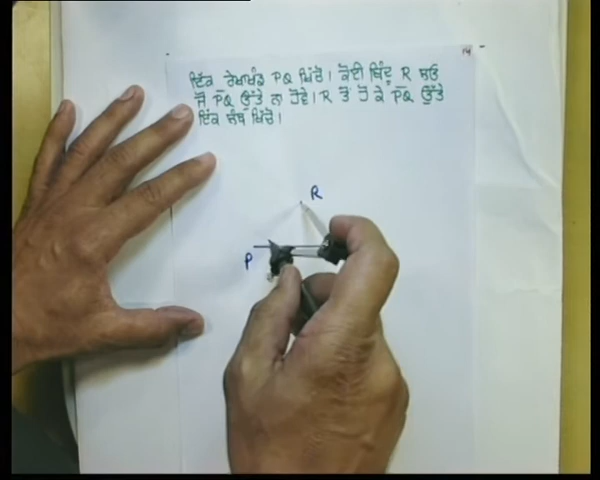 ਇੱਕ ਰੇਖਾਖੰਡ PQ ਖਿੱਚੋ। ਕੋਈ ਬਿੰਦੂ R ਲਓ
ਜੋ PQ ਉੱਤੇ ਨਾ ਹੋਵੇ। R ਤੋਂ ਹੋ ਕੇ PQ ਉੱਤੇ
ਇੱਕ ਲੰਬ ਖਿੱਚੋ।
R
P